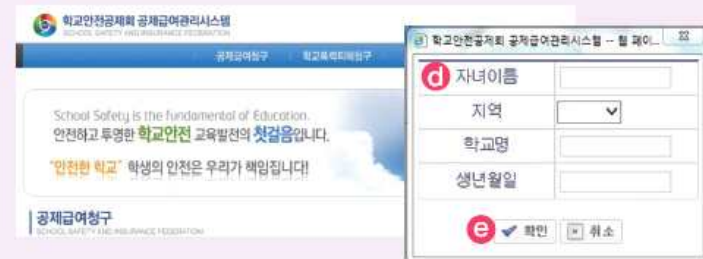 학교안전공제회 공제급여관리시스템
SCHOOL SAFETY AND INSURANCE FEDERATION
공제급여청구 학교폭력피해청구
School Safety is the fundamental of Education.
안전하고 투명한 학교안전 교육발전의 첫걸음입니다.
"안전한 학교" 학생의 안전은 우리가 책임집니다!
공제급여청구
SCHOOL SAFETY AND INSURANCE FEDERATION
학교안전공제회 공제급여관리시스템 -- 웹 페이...
d 자녀이름
지역
학교명
생년월일
e 확인 취소